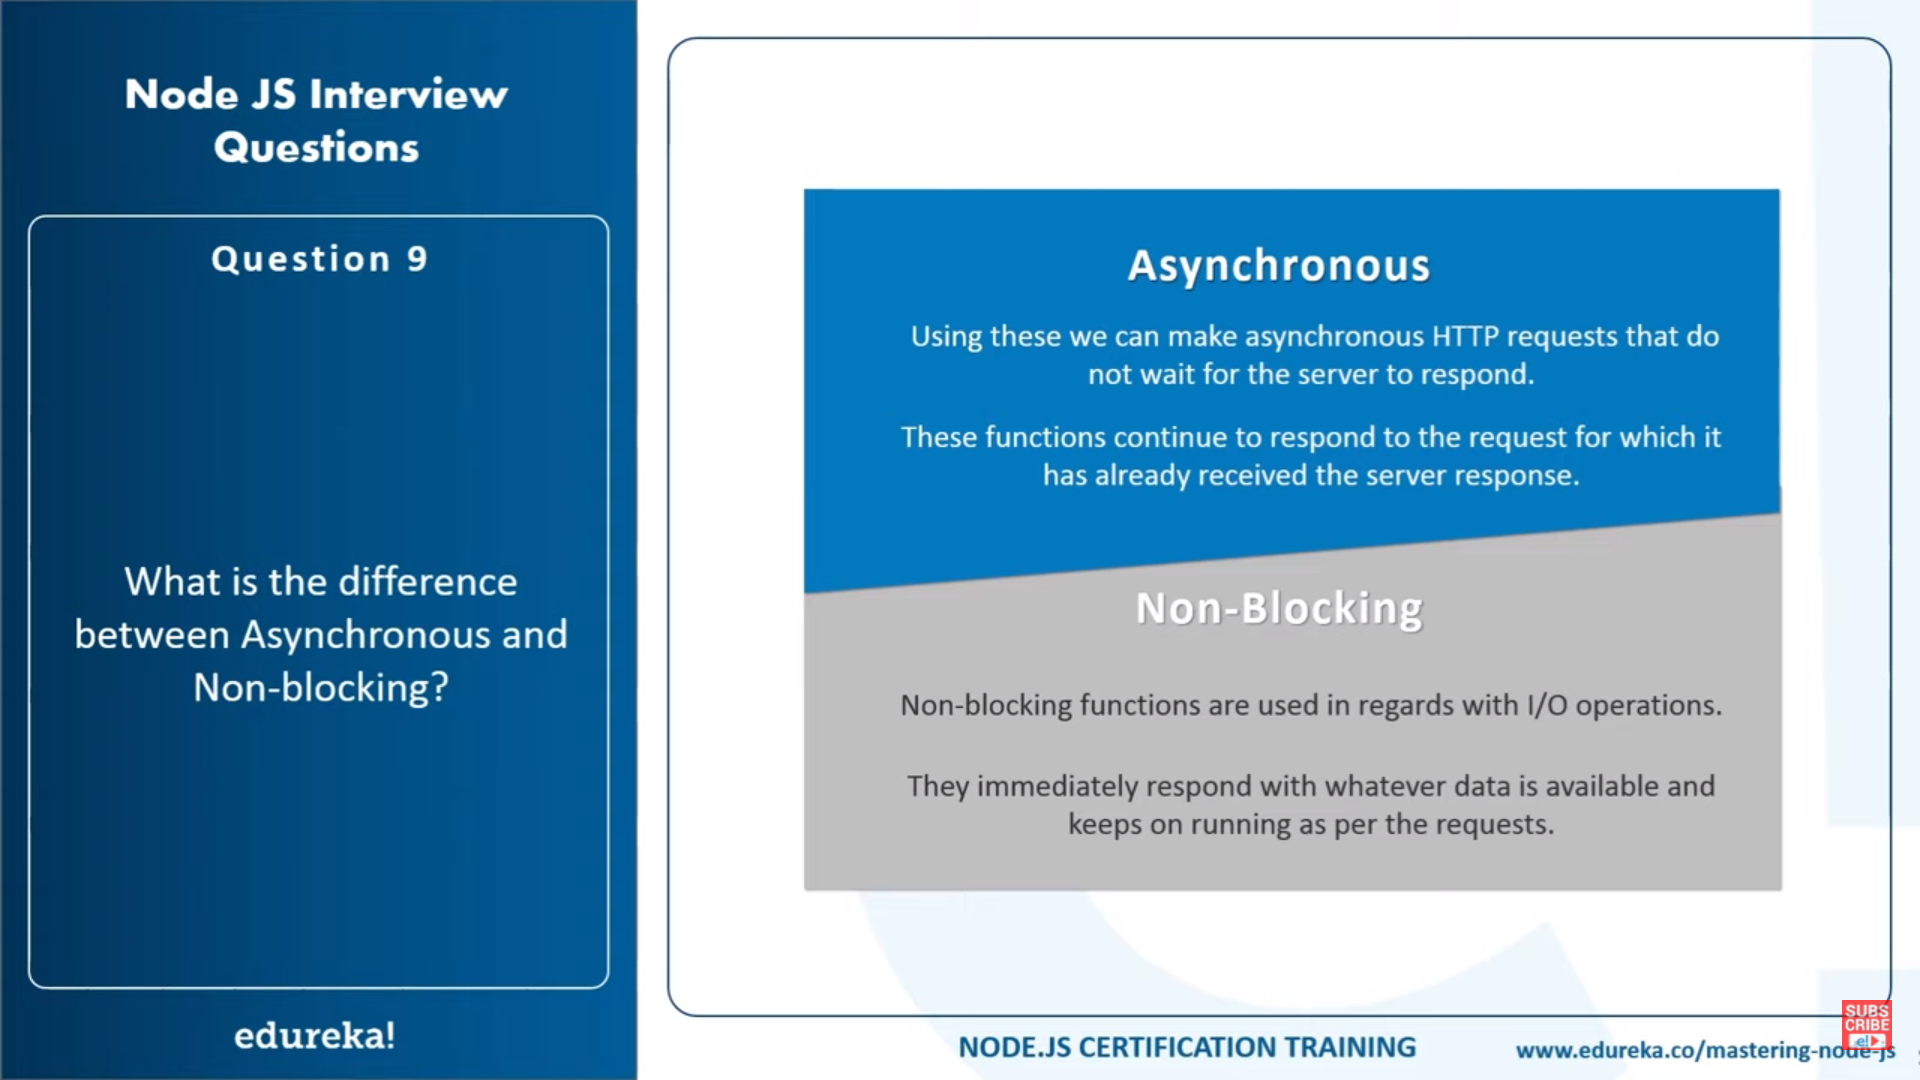 Node JS Interview
Questions
Question 9
What is the difference
between Asynchronous and
Non-blocking?
edureka!
Asynchronous
Using these we can make asynchronous HTTP requests that do
not wait for the server to respond.
These functions continue to respond to the request for which it
has already received the server response.
Non-Blocking
Non-blocking functions are used in regards with I/O operations.
They immediately respond with whatever data is available and
keeps on running as per the requests.
NODE.JS CERTIFICATION TRAINING
www.edureka.co/mastering-node-js
SUBS
CRIBE
e!